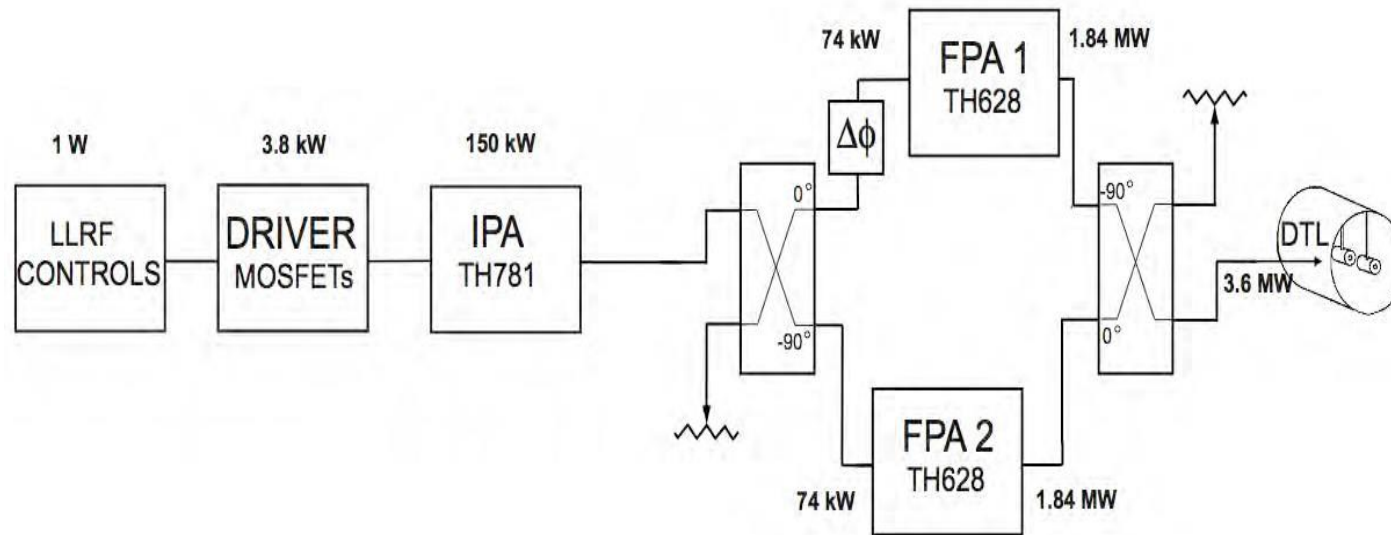 1 W
LLRF
CONTROLS
3.8 kW
DRIVER
MOSFETs
150 kW
IPA
TH781
0°
-90°
Δϕ
74 kW
FPA 1
TH628
1.84 MW
74 kW
FPA 2
TH628
1.84 MW
-90°
0°
3.6 MW
DTL